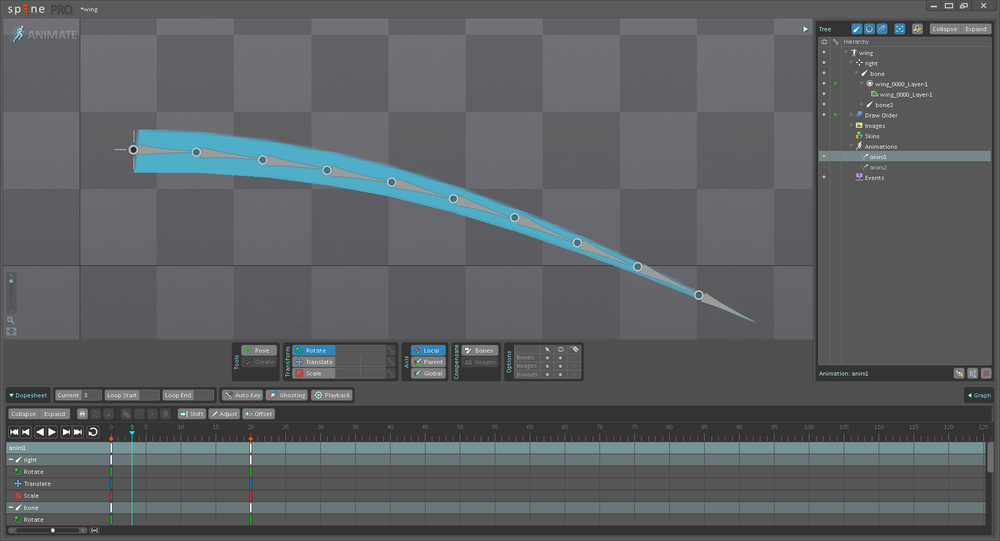 spine PRO *wing
ANIMATE
Tree Collapse Expand
Hierarchy
wing
right
bone
wing_0000_Layer-1
wing_0000_Layer-1
bone2
Draw Order
Images
Skins
Animations
anim1
anim2
Events
Animation: anim1
Tools
Pose
Create
Transform
Rotate
Translate
Scale
Axis
Local
Parent
Global
Compensate
Bones
Images
Options
Bones
Images
Bounds
Dopesheet Current 3 Loop Start Loop End Auto Key Ghosting Playback Graph
Collapse Expand Shift Adjust Offset
0 3 5 10 15 20 25 30 35 40 45 50 55 60 65 70 75 80 85 90 95 100 105 110 115 120 125
anim1
right
Rotate
Translate
Scale
bone
Rotate